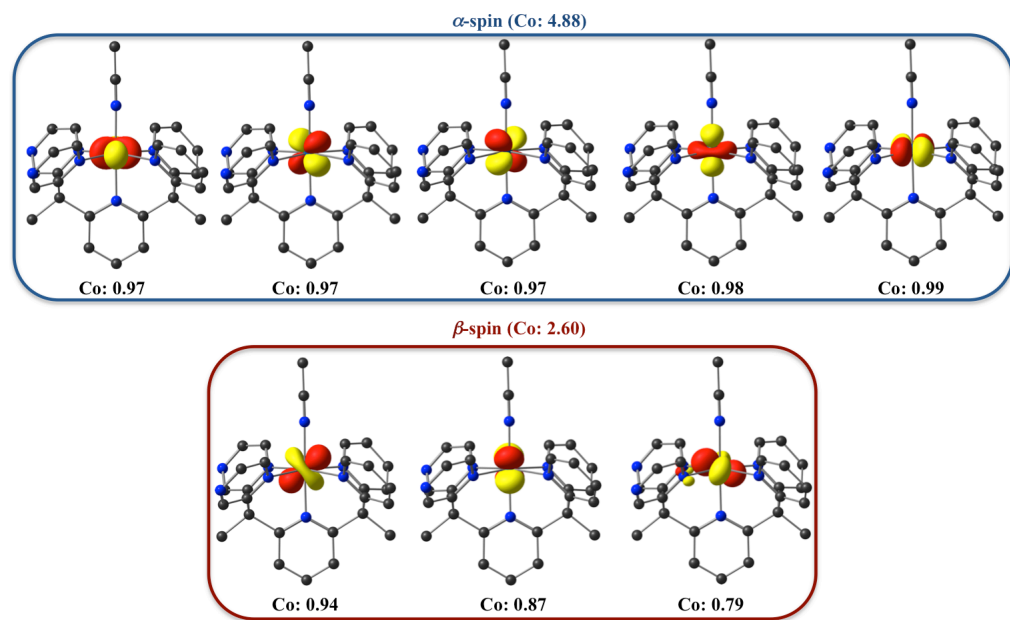 α-spin (Co: 4.88)
Co: 0.97 Co: 0.97 Co: 0.97 Co: 0.98 Co: 0.99
β-spin (Co: 2.60)
Co: 0.94 Co: 0.87 Co: 0.79